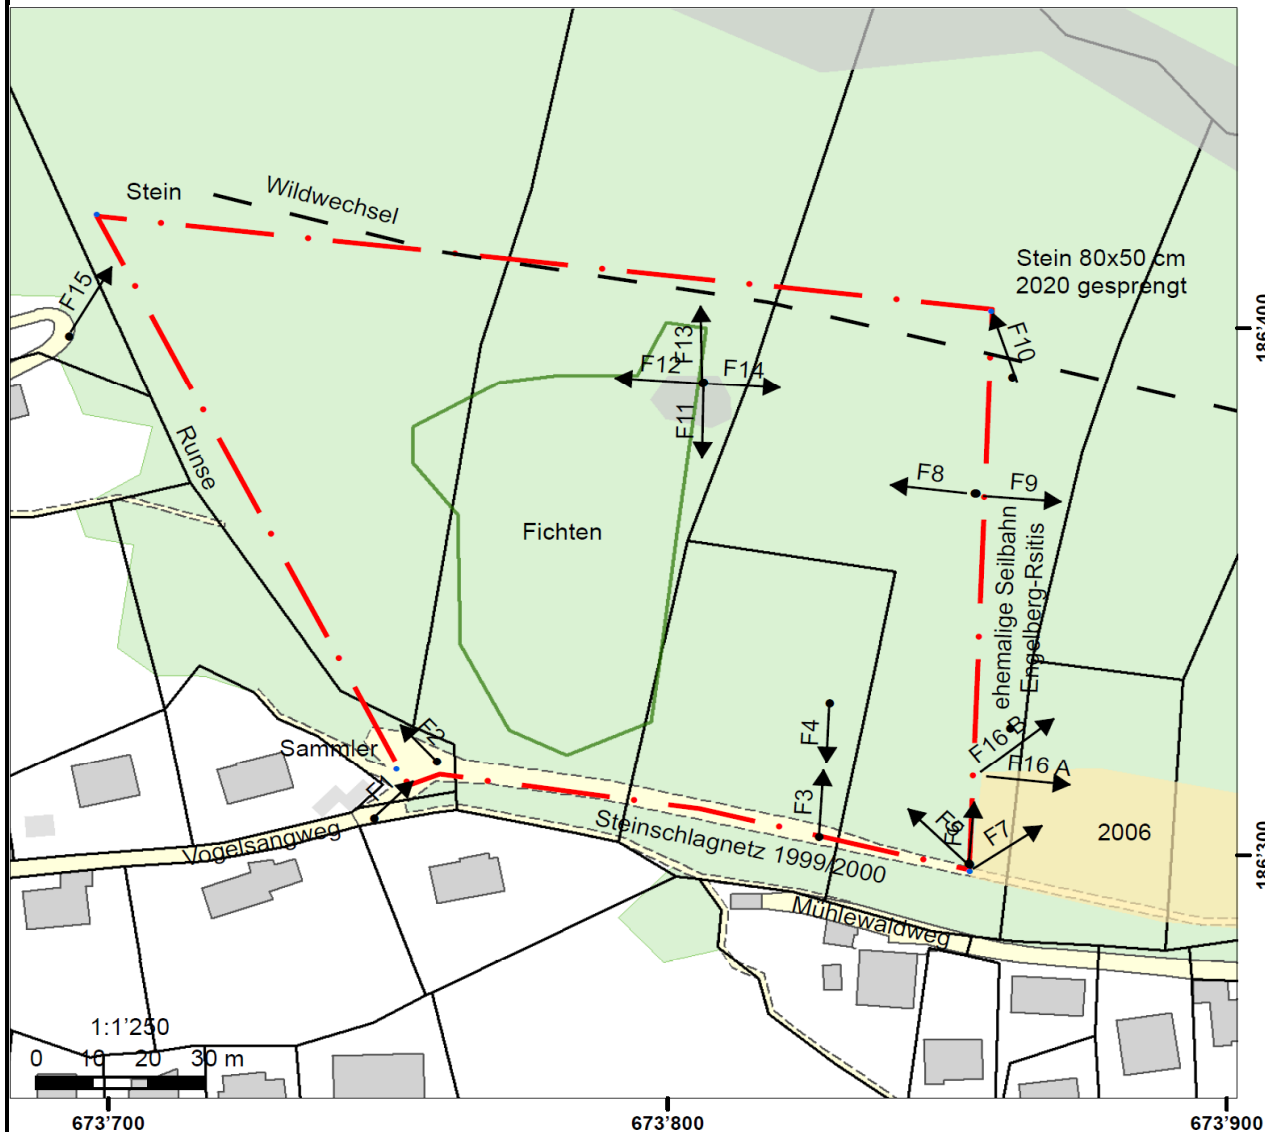 Stein
Wildwechsel
Stein 80x50 cm
2020 gesprengt
F15
F10
186'400
F13
F12
F14
F11
Runse
F8
F9
Fichten
ehemalige Seilbahn
Engelberg-Rsitis
F2
Sammler
F4
F16 B
F16 A
F1
F3
F5
F6
F7
2006
Steinschlagnetz 1999/2000
Vogelsangweg
186'300
Mühlewaldweg
1:1'250
0 10 20 30 m
673'700
673'800
673'900